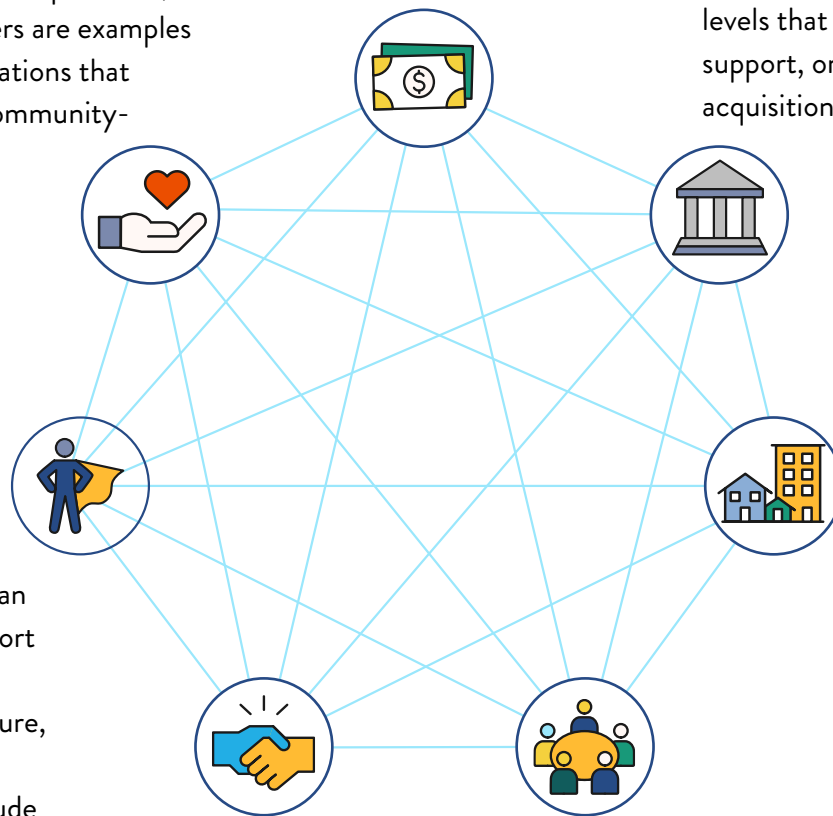 ers are examples
ations that
ommunity-
levels that
support, or
acquisition
$
an
ort
ure,
ude